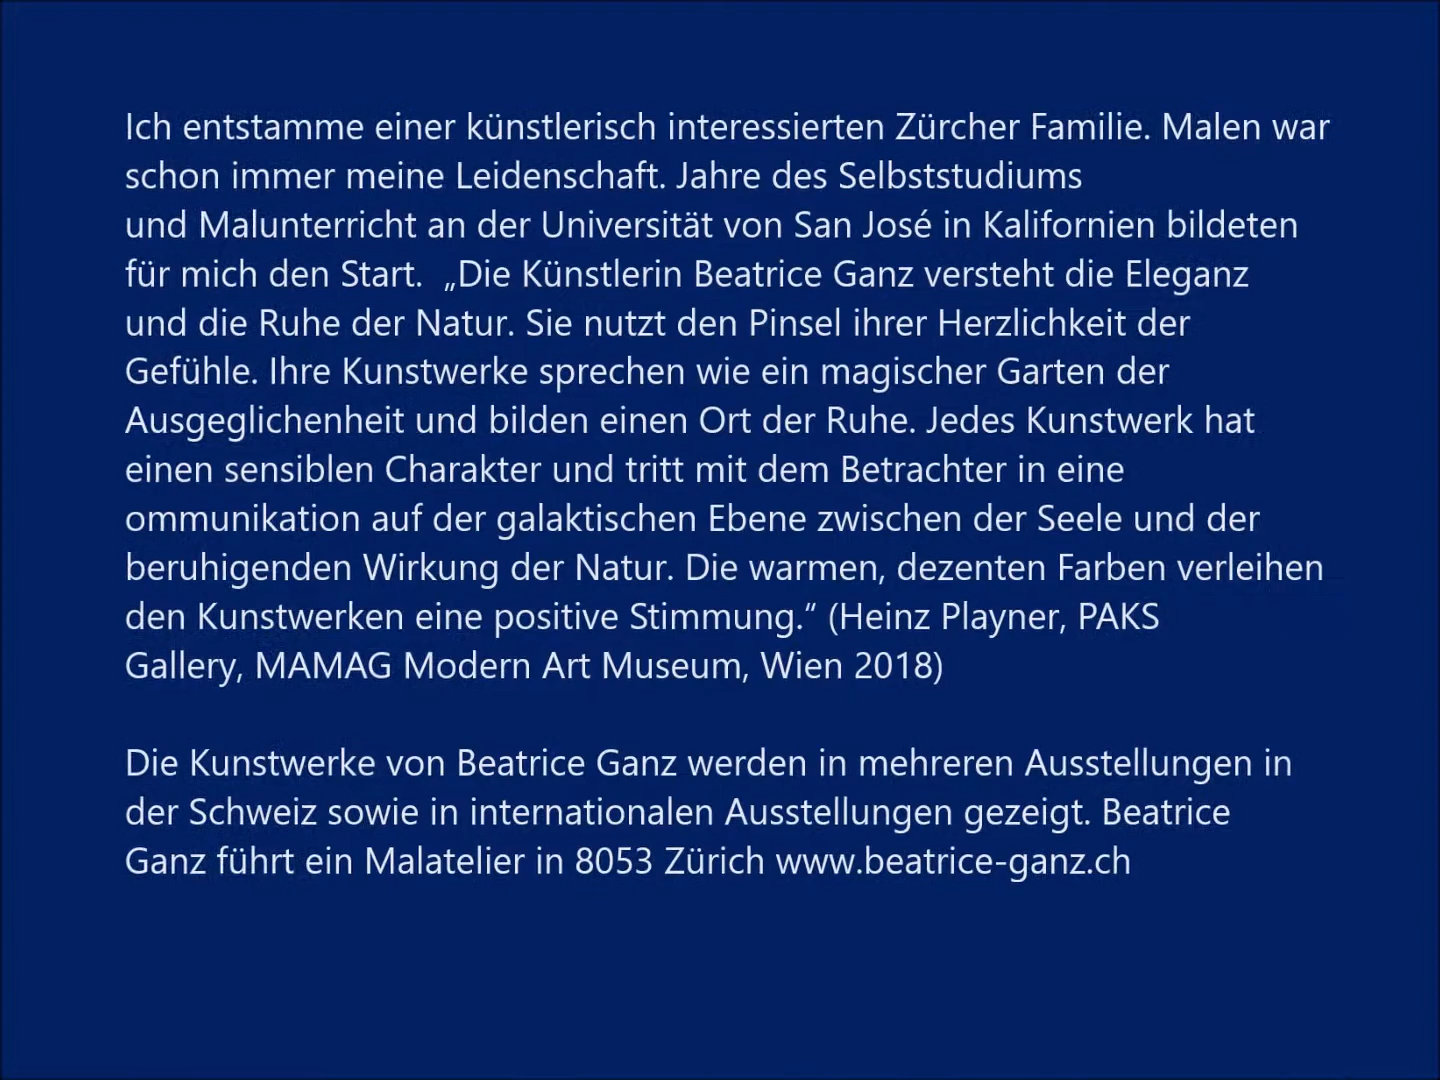 Ich entstamme einer künstlerisch interessierten Zürcher Familie. Malen war
schon immer meine Leidenschaft. Jahre des Selbststudiums
und Malunterricht an der Universität von San José in Kalifornien bildeten
für mich den Start.  „Die Künstlerin Beatrice Ganz versteht die Eleganz
und die Ruhe der Natur. Sie nutzt den Pinsel ihrer Herzlichkeit der
Gefühle. Ihre Kunstwerke sprechen wie ein magischer Garten der
Ausgeglichenheit und bilden einen Ort der Ruhe. Jedes Kunstwerk hat
einen sensiblen Charakter und tritt mit dem Betrachter in eine
ommunikation auf der galaktischen Ebene zwischen der Seele und der
beruhigenden Wirkung der Natur. Die warmen, dezenten Farben verleihen
den Kunstwerken eine positive Stimmung.“ (Heinz Playner, PAKS
Gallery, MAMAG Modern Art Museum, Wien 2018)

Die Kunstwerke von Beatrice Ganz werden in mehreren Ausstellungen in
der Schweiz sowie in internationalen Ausstellungen gezeigt. Beatrice
Ganz führt ein Malatelier in 8053 Zürich www.beatrice-ganz.ch